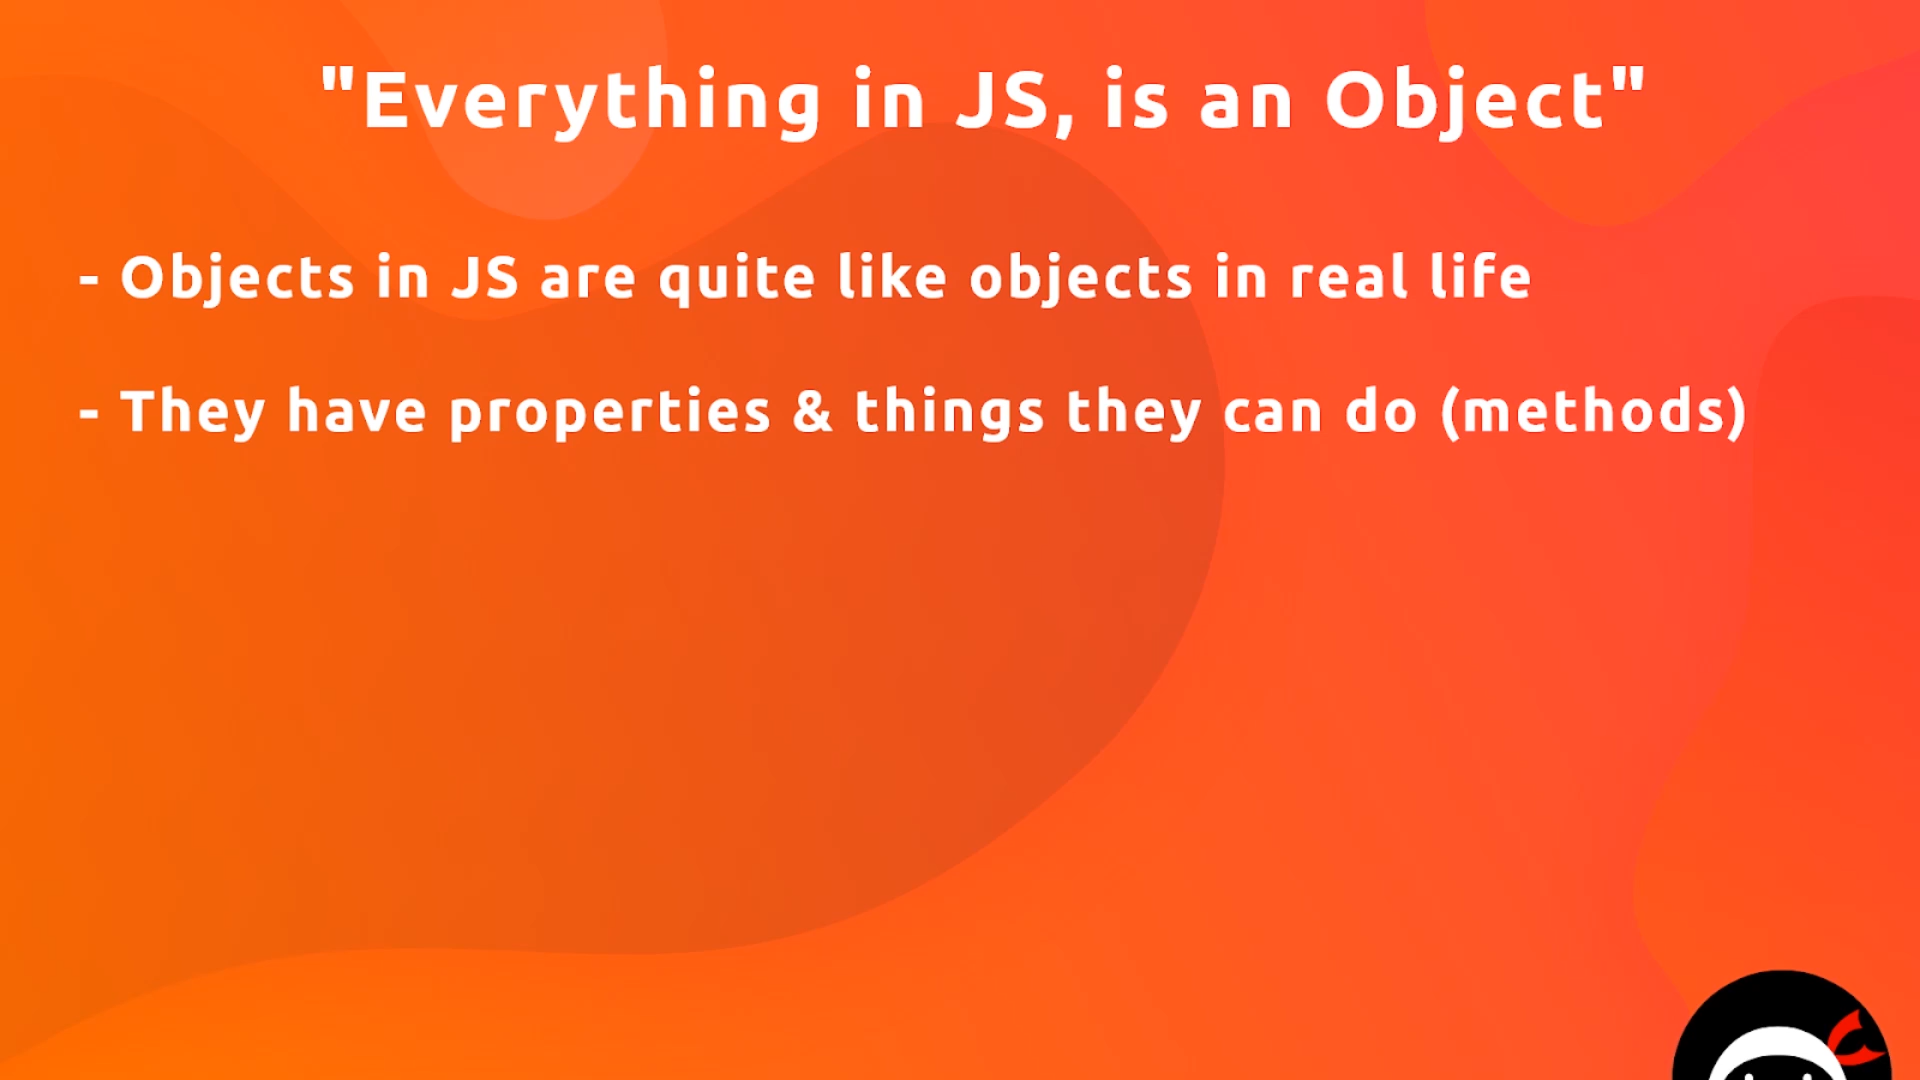 "Everything in JS, is an Object"
- Objects in JS are quite like objects in real life
- They have properties & things they can do (methods)